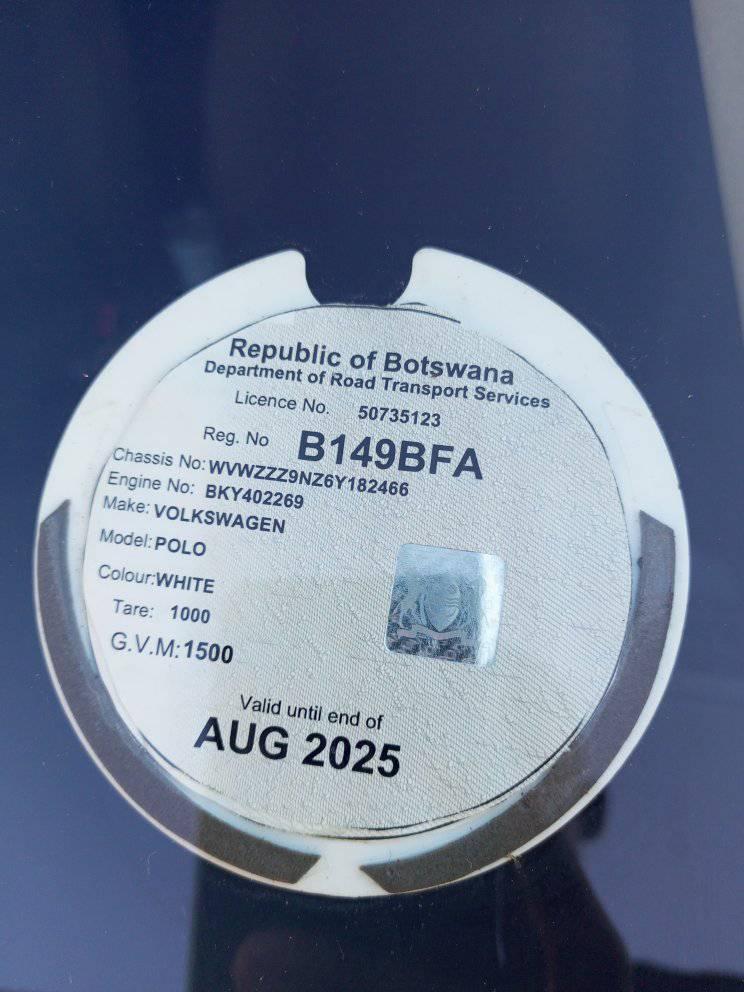 Republic of Botswana
Department of Road Transport Services
Licence No. 50735123
Reg. No B149BFA
Chassis No:WVWZZZ9NZ6Y182466
Engine No: BKY402269
Make: VOLKSWAGEN
Model: POLO
Colour:WHITE
Tare: 1000
G.V.M: 1500
Valid until end of
AUG 2025